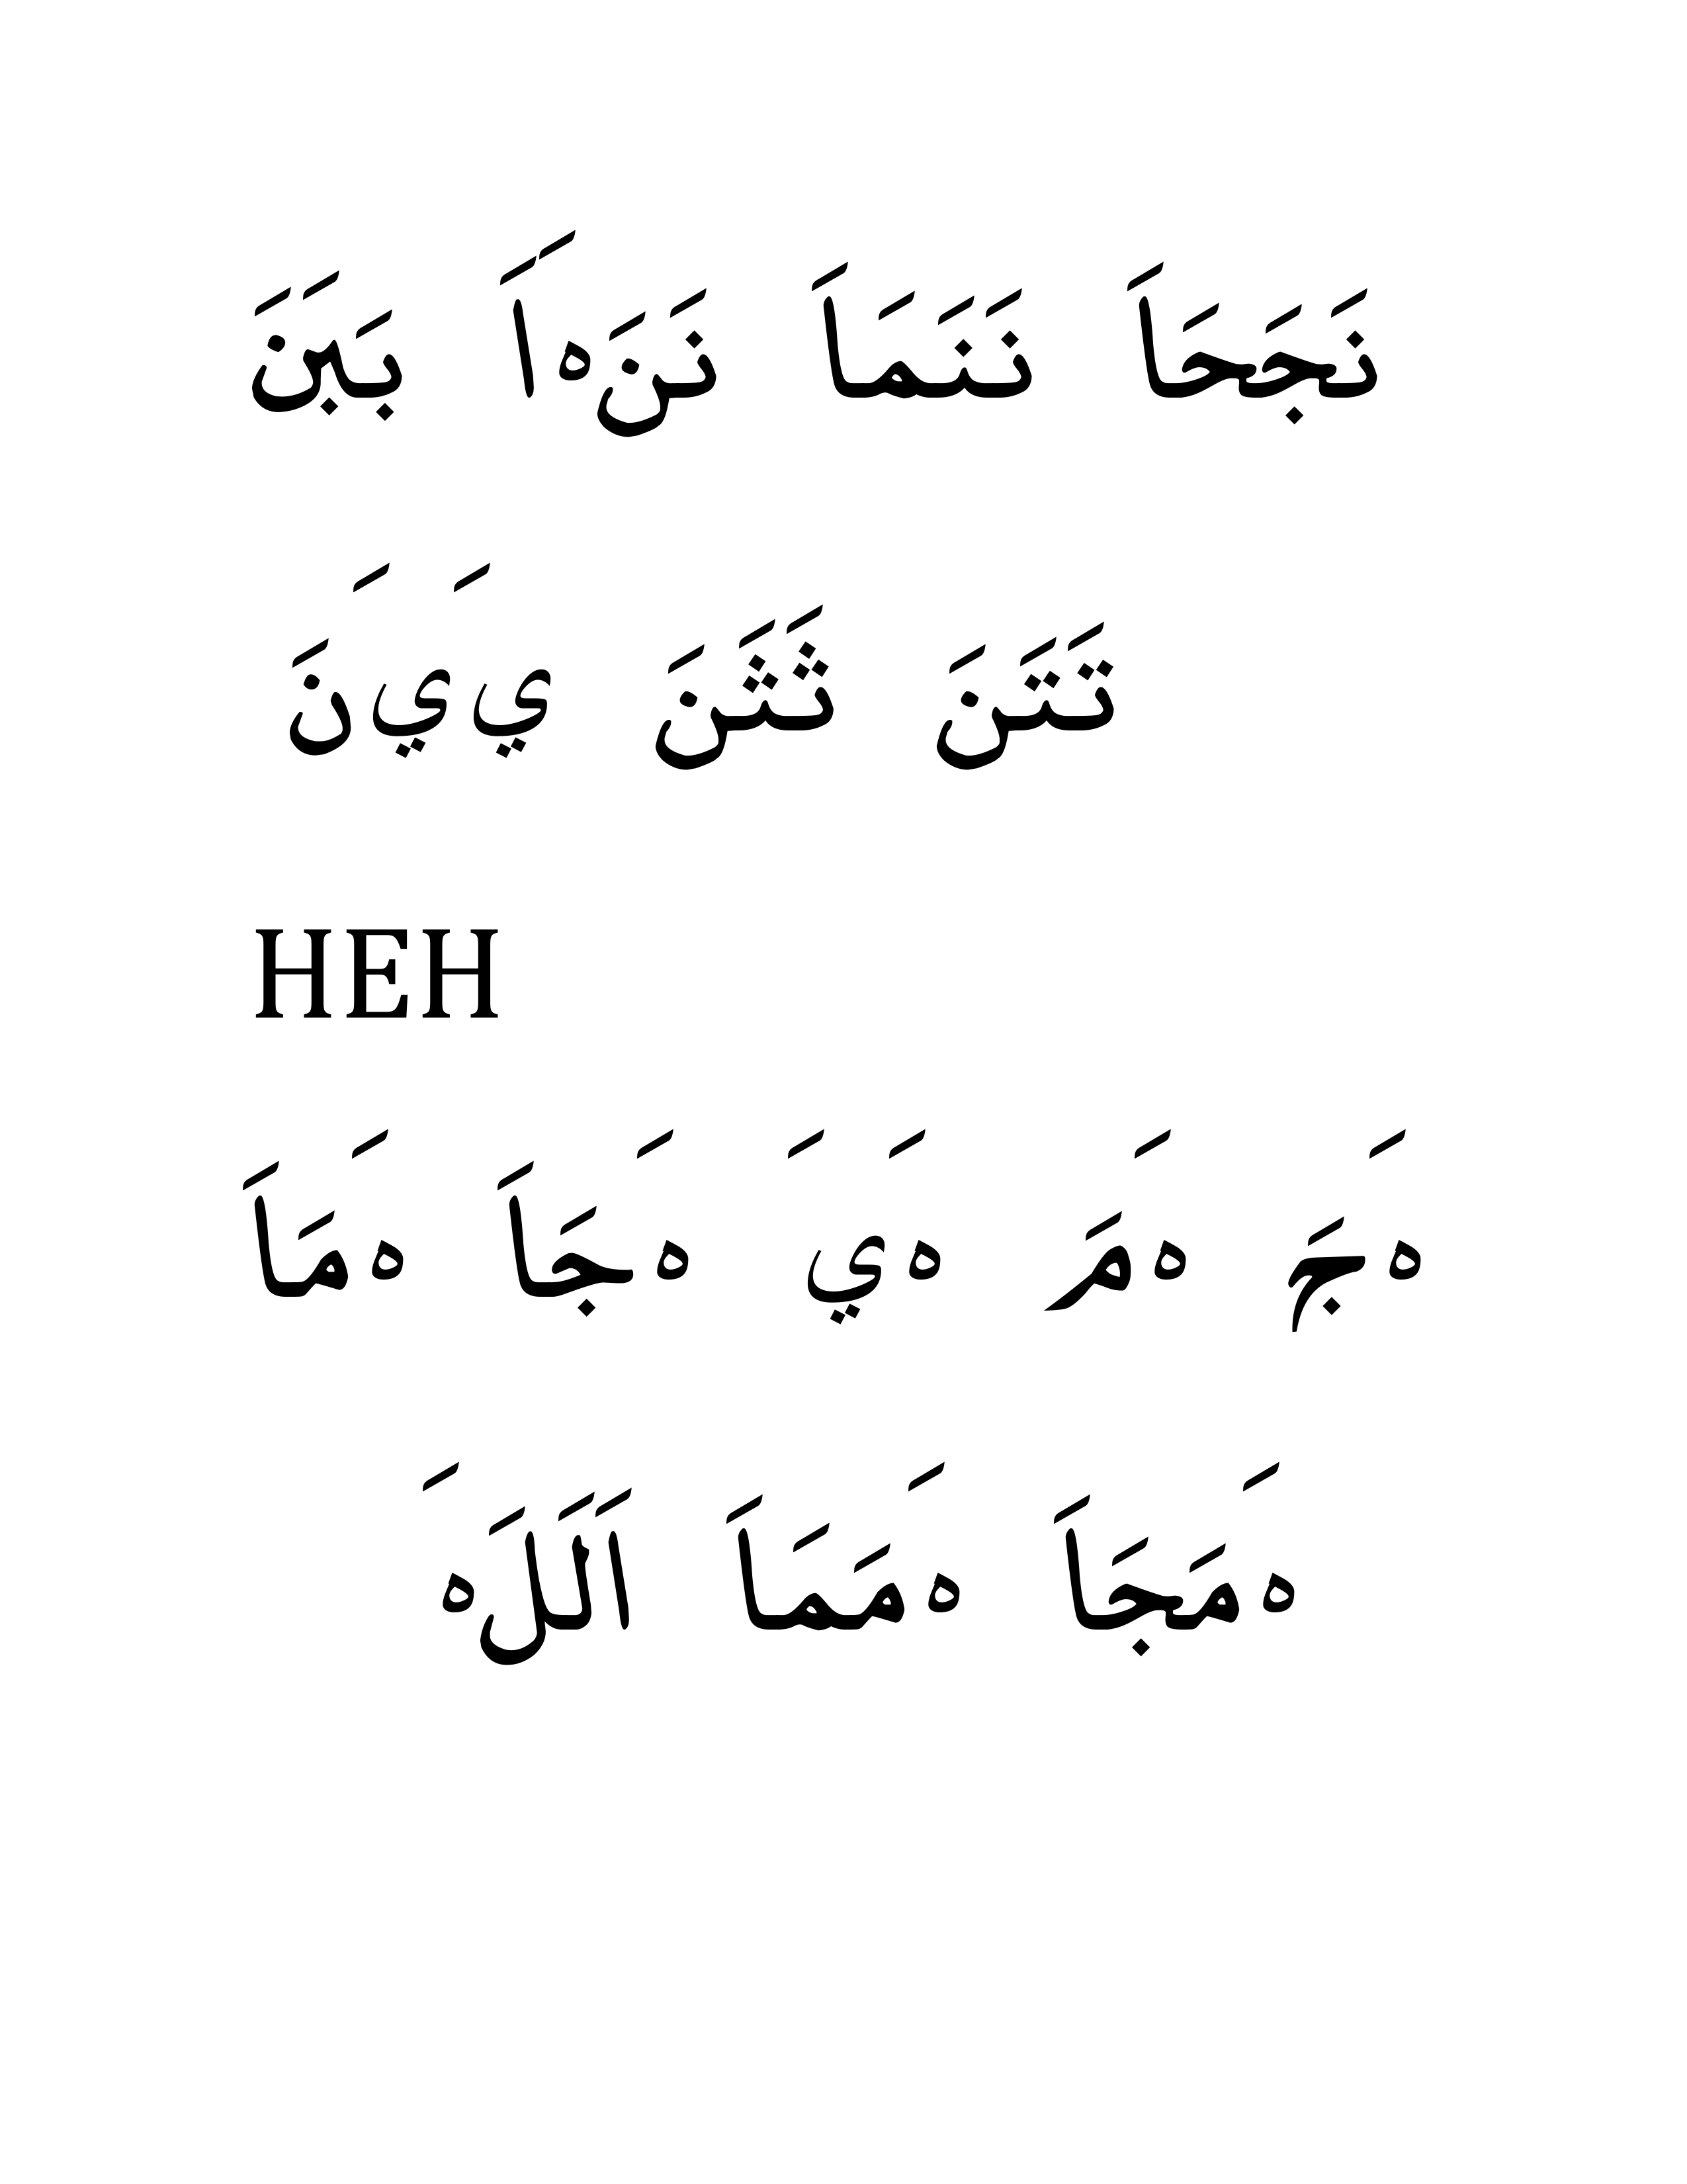 نَجَحَاَ نَنَمَاَ نَنَهَاَ بَبَنَ
تَتَنَ ثَثَنَ يَيَنَ
HEH
هَجَ هَمَ هَيَ هَجَاَ هَمَاَ
هَمَجَاَ هَمَمَاَ اَلَلَهَ